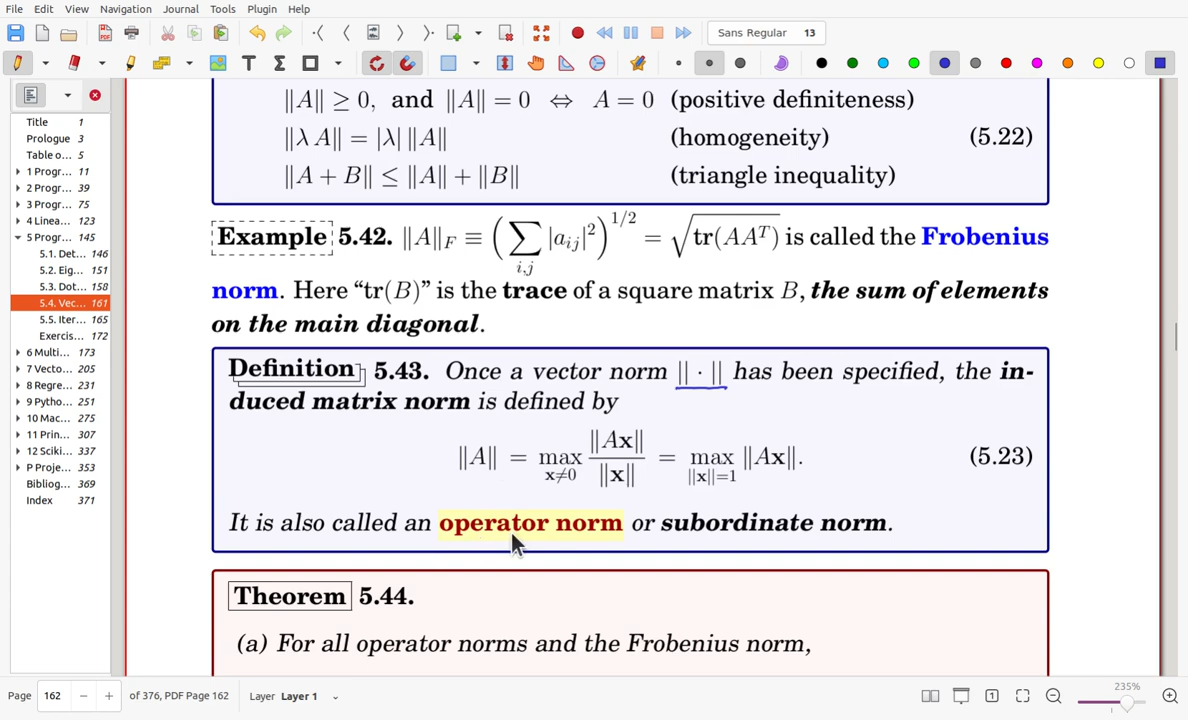 File Edit View Navigation Journal Tools Plugin Help
Sans Regular 13
Title 1
Prologue 3
Table o... 5
1 Progr... 11
2 Progr... 39
3 Progr... 75
4 Linea... 123
5 Progr... 145
5.1. Det... 146
5.2. Eig... 151
5.3. Dot... 158
5.4. Vec... 161
5.5. Iter... 165
Exercis... 172
6 Multi... 173
7 Vecto... 205
8 Regre... 231
9 Pytho... 251
10 Mac... 275
11 Prin... 307
12 Sciki... 337
P Proje... 353
Bibliog... 369
Index 371
||A|| ≥ 0, and ||A|| = 0 ⇔ A = 0 (positive definiteness)
||λ A|| = |λ| ||A|| (homogeneity) (5.22)
||A + B|| ≤ ||A|| + ||B|| (triangle inequality)
Example 5.42. ||A||_F ≡ (∑_{i,j} |a_{ij}|²)^{1/2} = √tr(AA^T) is called the Frobenius
norm. Here “tr(B)” is the trace of a square matrix B, the sum of elements
on the main diagonal.
Definition 5.43. Once a vector norm || · || has been specified, the in-
duced matrix norm is defined by
||A|| = max_{x≠0} ||Ax|| / ||x|| = max_{||x||=1} ||Ax||. (5.23)
It is also called an operator norm or subordinate norm.
Theorem 5.44.
(a) For all operator norms and the Frobenius norm,
Page 162 − + of 376, PDF Page 162 Layer Layer 1 235%